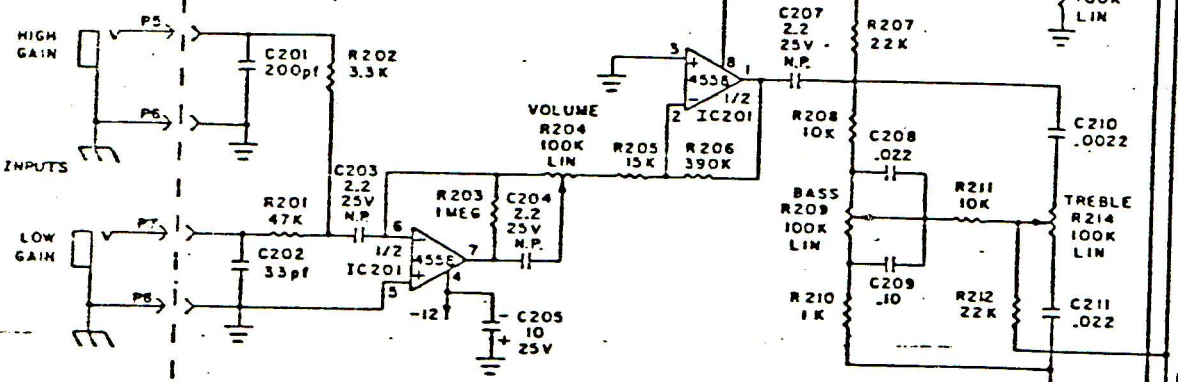 HIGH
GAIN
P5
C201
200pf
R202
3.3K
P6
INPUTS
LOW
GAIN
P7
R201
47K
C202
33pf
P8
C203
2.2
25V
N.P.
6
1/2
IC201
5
4558
7
4
-12
R203
1MEG
C204
2.2
25V
N.P.
- C205
10
+ 25V
VOLUME
R204
100K
LIN
R205
15K
R206
390K
3
+
4558
-
2
8
1
1/2
IC201
C207
2.2
25V
N.P.
R207
22K
R208
10K
C208
.022
BASS
R209
100K
LIN
C209
.10
R210
1K
R211
10K
R212
22K
C210
.0022
TREBLE
R214
100K
LIN
C211
.022
LIN